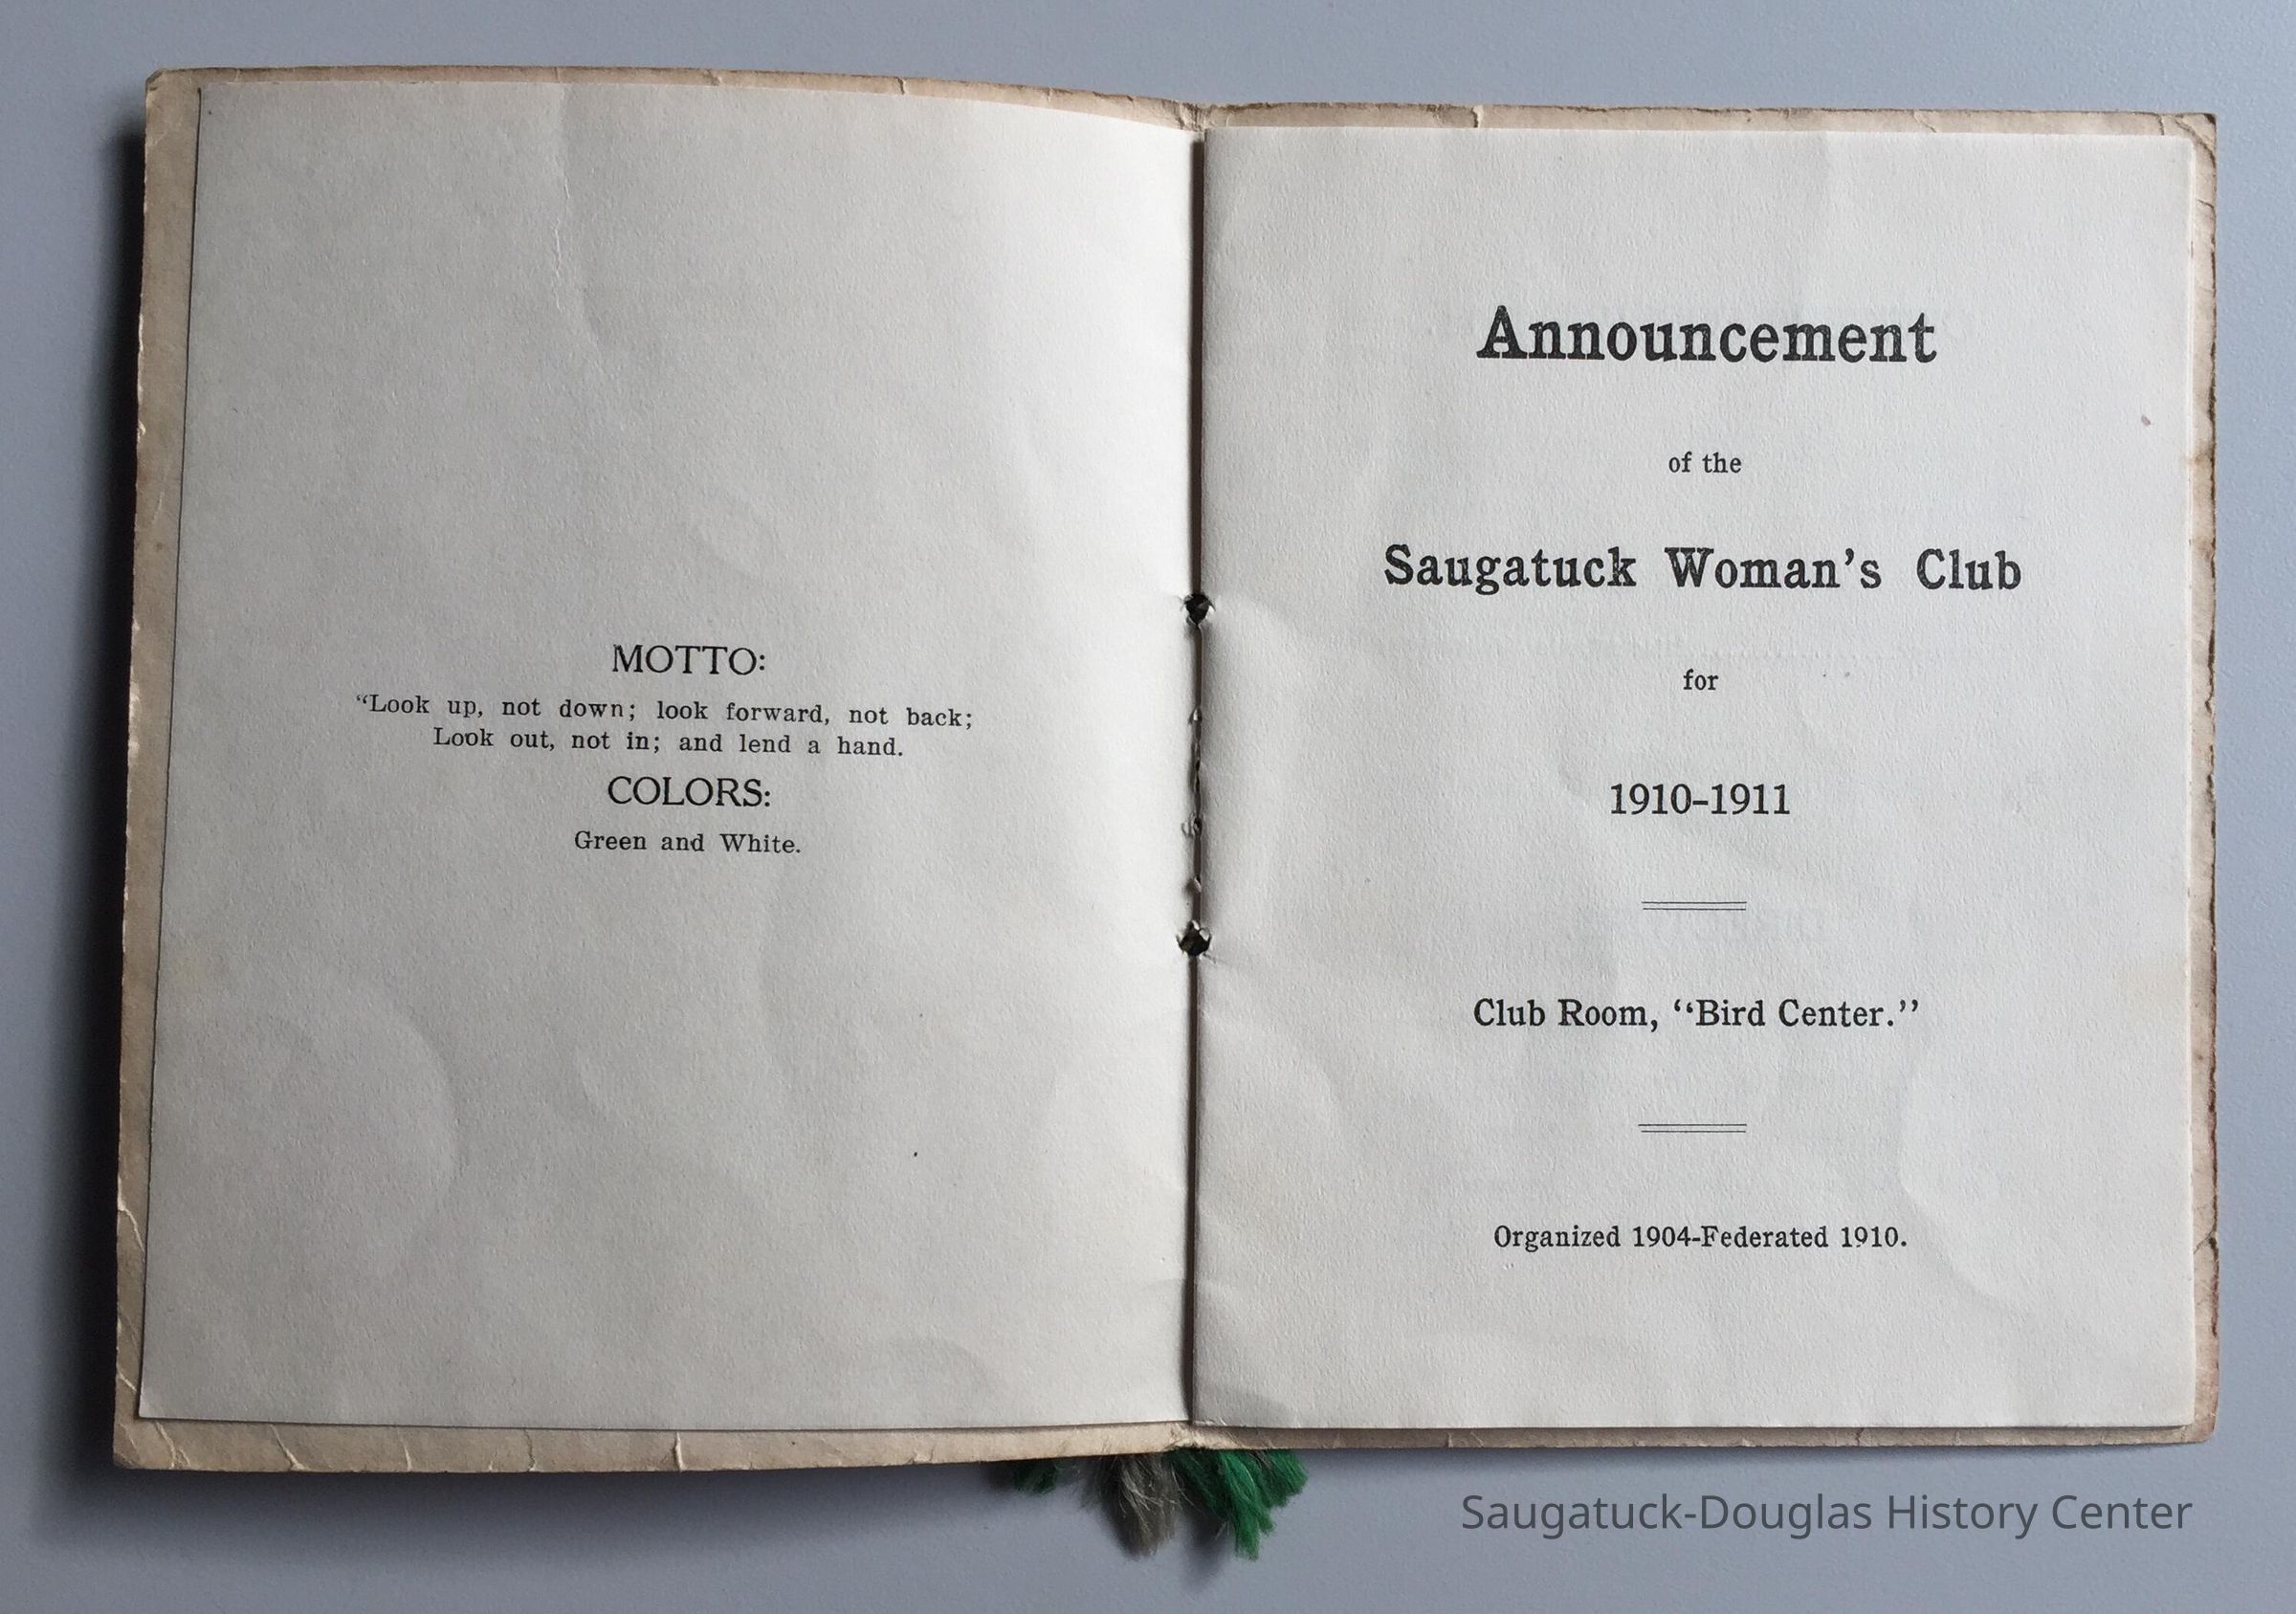 MOTTO:
“Look up, not down; look forward, not back;
Look out, not in; and lend a hand.
COLORS:
Green and White.
Announcement
of the
Saugatuck Woman’s Club
for
1910-1911
Club Room, “Bird Center.”
Organized 1904-Federated 1910.
Saugatuck-Douglas History Center